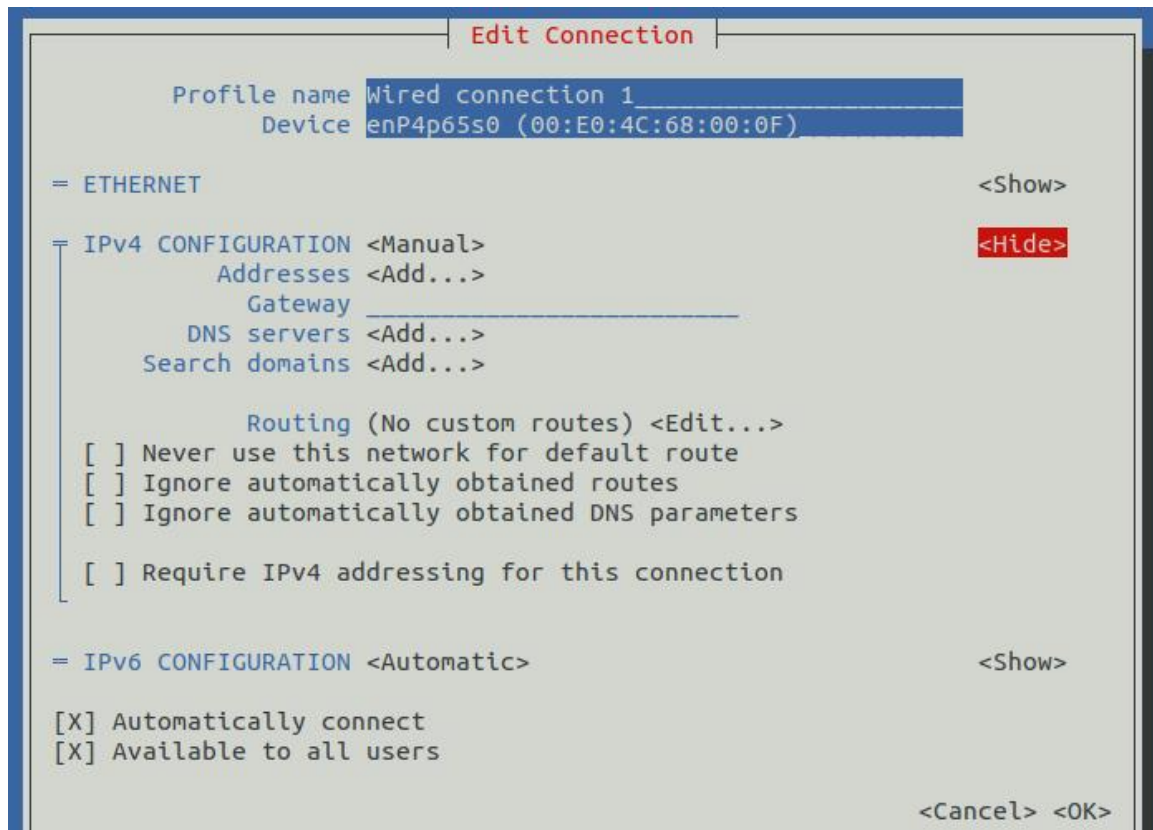 Edit Connection
Profile name Wired connection 1
Device enP4p65s0 (00:E0:4C:68:00:0F)
= ETHERNET <Show>
IPv4 CONFIGURATION <Manual> <Hide>
Addresses <Add...>
Gateway
DNS servers <Add...>
Search domains <Add...>
Routing (No custom routes) <Edit...>
[ ] Never use this network for default route
[ ] Ignore automatically obtained routes
[ ] Ignore automatically obtained DNS parameters
[ ] Require IPv4 addressing for this connection
= IPv6 CONFIGURATION <Automatic> <Show>
[X] Automatically connect
[X] Available to all users
<Cancel> <OK>